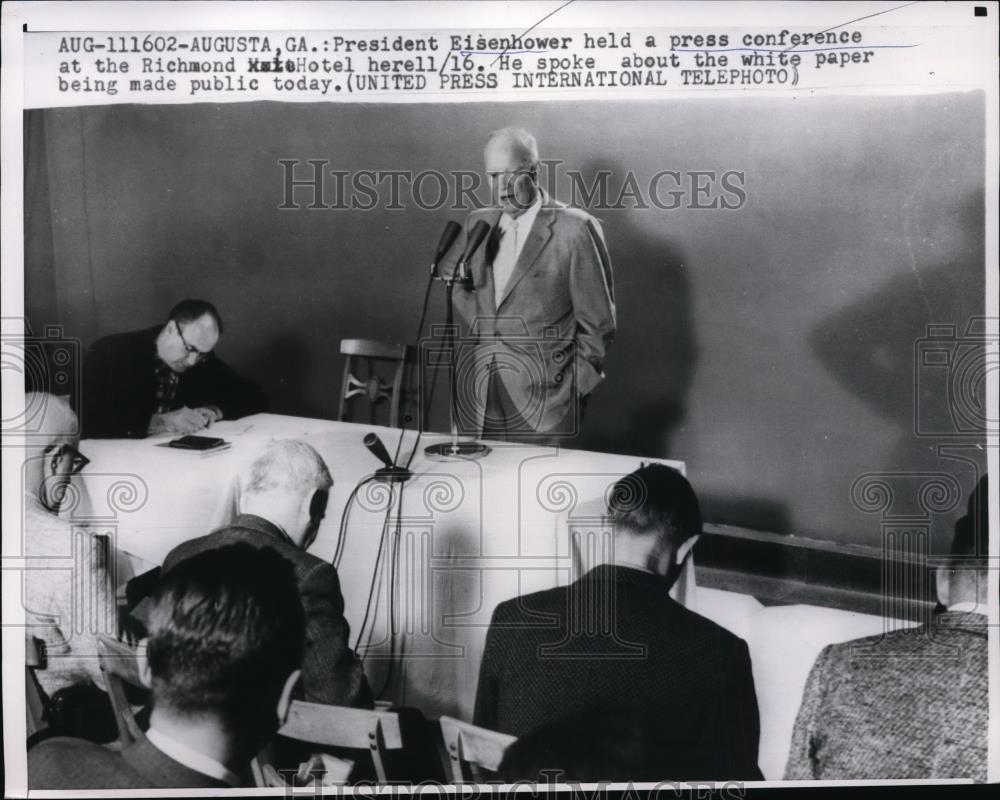 AUG-111602-AUGUSTA,GA.:President Eisenhower held a press conference
at the Richmond Hotel herell/16. He spoke about the white paper
being made public today.(UNITED PRESS INTERNATIONAL TELEPHOTO)
HISTORIC IMAGES